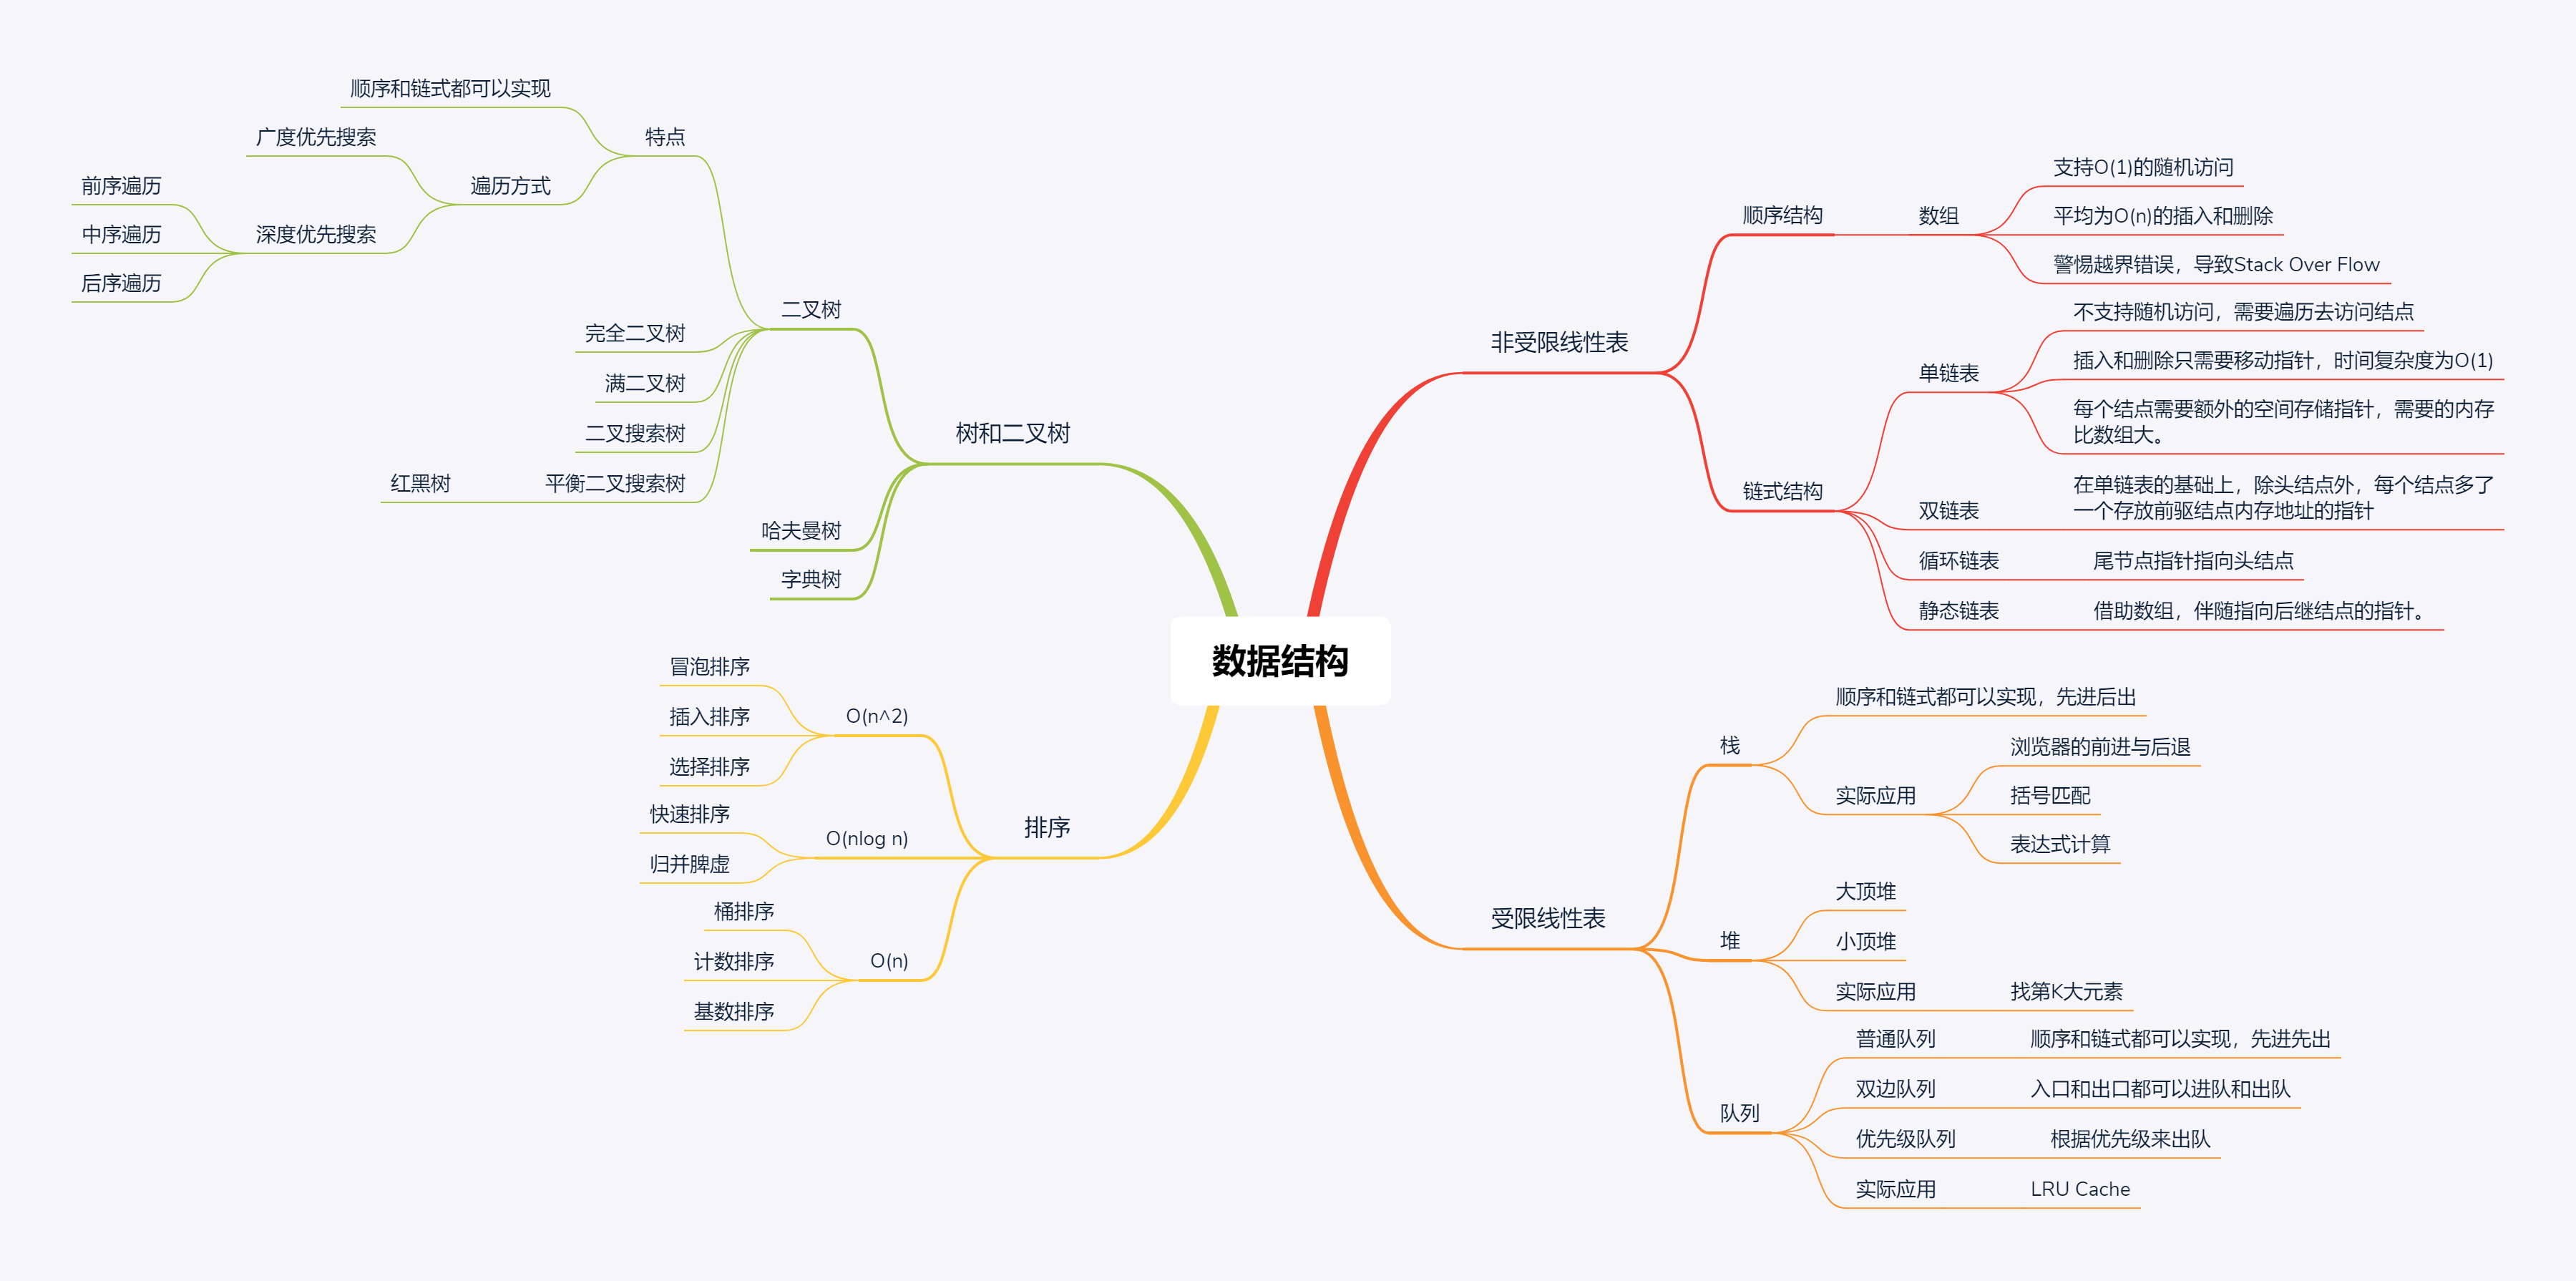 数据结构
非受限线性表
顺序结构
数组
支持O(1)的随机访问
平均为O(n)的插入和删除
警惕越界错误，导致Stack Over Flow
链式结构
单链表
不支持随机访问，需要遍历去访问结点
插入和删除只需要移动指针，时间复杂度为O(1)
每个结点需要额外的空间存储指针，需要的内存
比数组大。
双链表
在单链表的基础上，除头结点外，每个结点多了
一个存放前驱结点内存地址的指针
循环链表
尾节点指针指向头结点
静态链表
借助数组，伴随指向后继结点的指针。
受限线性表
栈
顺序和链式都可以实现，先进后出
实际应用
浏览器的前进与后退
括号匹配
表达式计算
堆
大顶堆
小顶堆
实际应用
找第K大元素
队列
普通队列
顺序和链式都可以实现，先进先出
双边队列
入口和出口都可以进队和出队
优先级队列
根据优先级来出队
实际应用
LRU Cache
树和二叉树
二叉树
特点
顺序和链式都可以实现
遍历方式
广度优先搜索
深度优先搜索
前序遍历
中序遍历
后序遍历
完全二叉树
满二叉树
二叉搜索树
平衡二叉搜索树
红黑树
哈夫曼树
字典树
排序
O(n^2)
冒泡排序
插入排序
选择排序
O(nlog n)
快速排序
归并脾虚
O(n)
桶排序
计数排序
基数排序